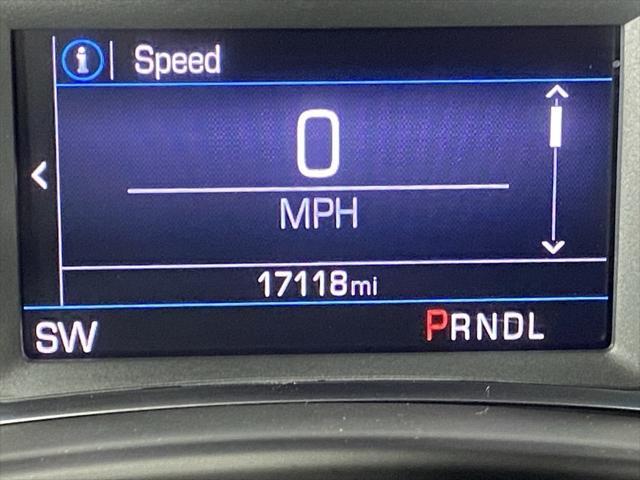 i Speed
0
MPH
17118mi
SW PRNDL